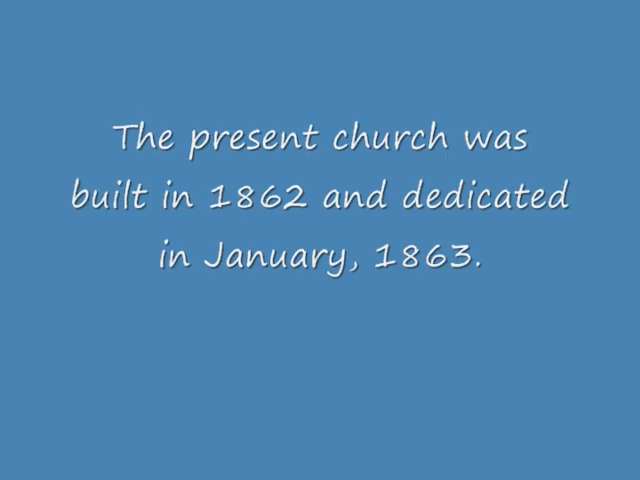 The present church was
built in 1862 and dedicated
in January, 1863.